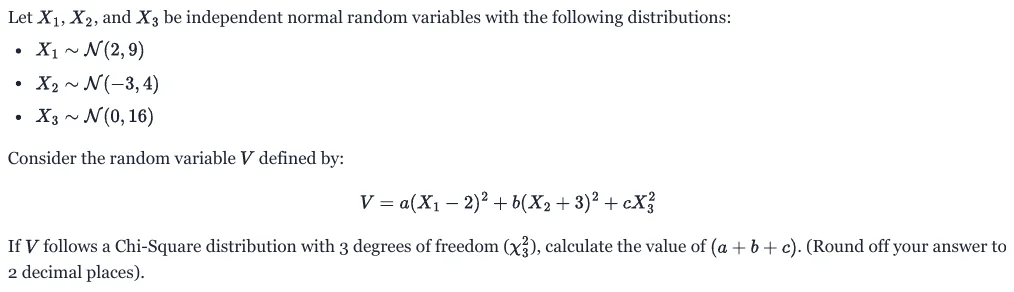 Let X₁, X₂, and X₃ be independent normal random variables with the following distributions:
• X₁ ∼ 𝒩(2, 9)
• X₂ ∼ 𝒩(−3, 4)
• X₃ ∼ 𝒩(0, 16)
Consider the random variable V defined by:
V = a(X₁ − 2)² + b(X₂ + 3)² + cX₃²
If V follows a Chi-Square distribution with 3 degrees of freedom (χ₃²), calculate the value of (a + b + c). (Round off your answer to
2 decimal places).